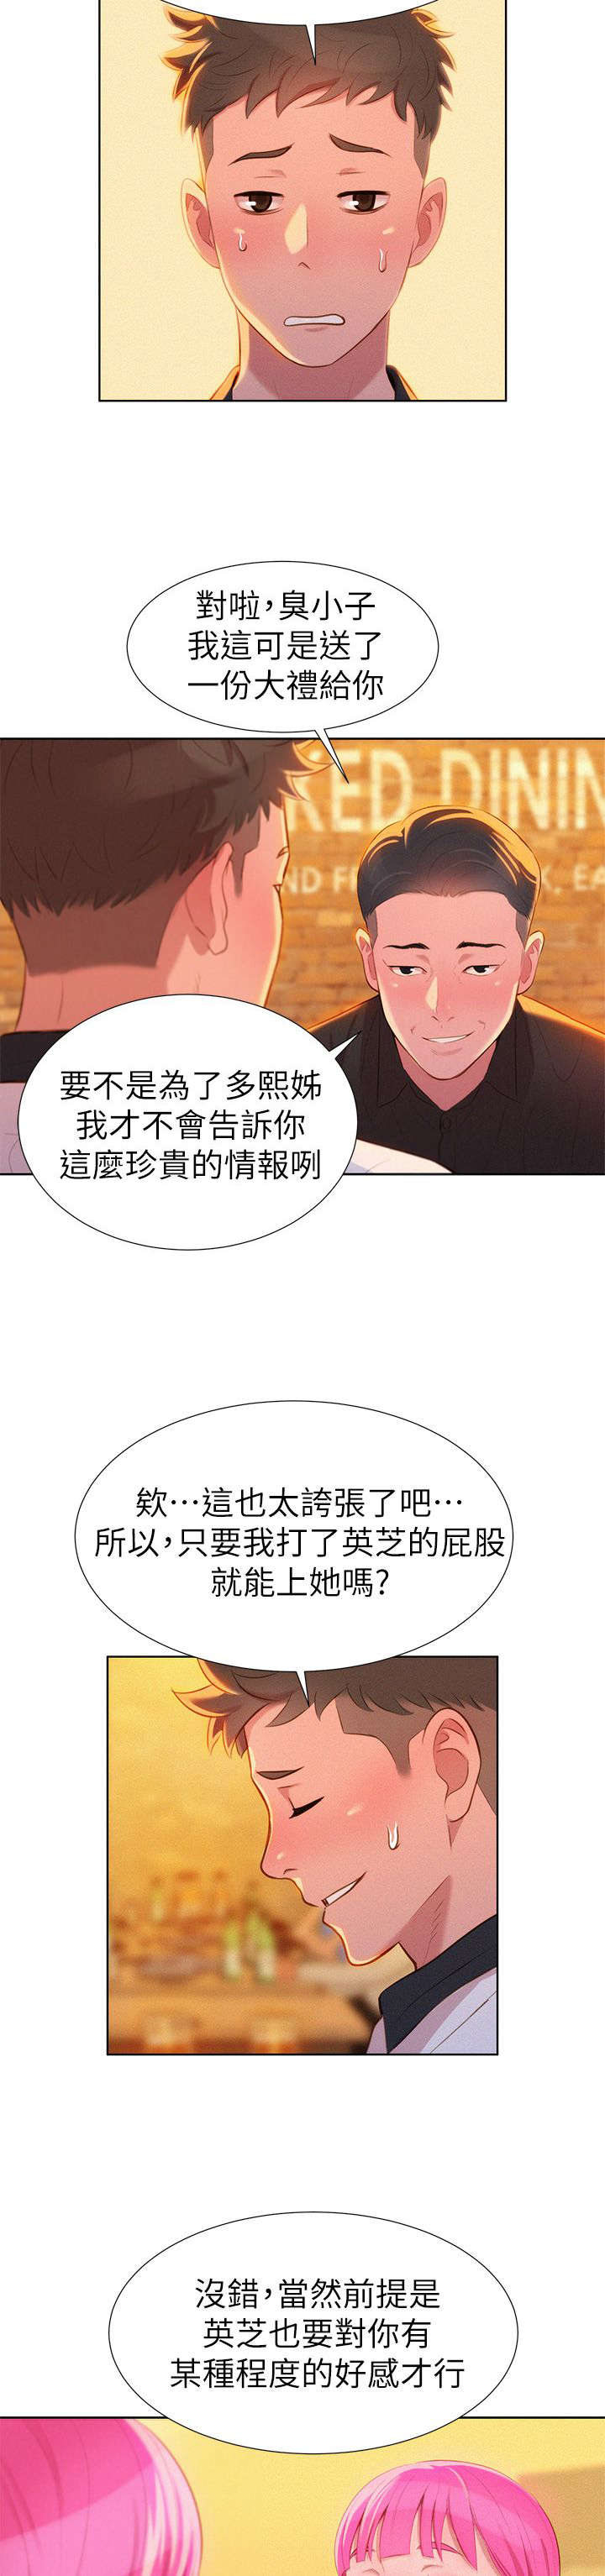 對啦，臭小子
我這可是送了
一份大禮給你
RED DININ
ND F
K, EA
要不是為了多熙姊
我才不會告訴你
這麼珍貴的情報咧
欸…這也太誇張了吧…
所以，只要我打了英芝的屁股
就能上她嗎？
沒錯，當然前提是
英芝也要對你有
某種程度的好感才行